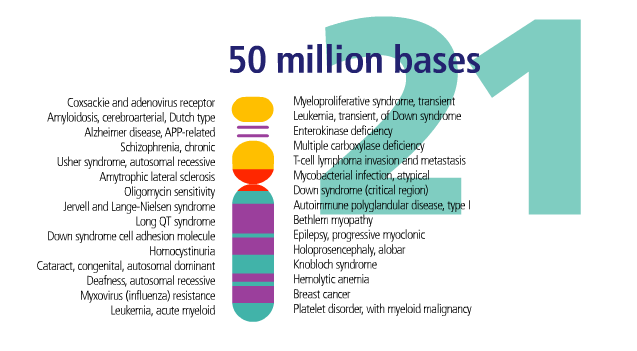 21
50 million bases
Coxsackie and adenovirus receptor
Amyloidosis, cerebroarterial, Dutch type
Alzheimer disease, APP-related
Schizophrenia, chronic
Usher syndrome, autosomal recessive
Amytrophic lateral sclerosis
Oligomycin sensitivity
Jervell and Lange-Nielsen syndrome
Long QT syndrome
Down syndrome cell adhesion molecule
Homocystinuria
Cataract, congenital, autosomal dominant
Deafness, autosomal recessive
Myxovirus (influenza) resistance
Leukemia, acute myeloid
Myeloproliferative syndrome, transient
Leukemia, transient, of Down syndrome
Enterokinase deficiency
Multiple carboxylase deficiency
T-cell lymphoma invasion and metastasis
Mycobacterial infection, atypical
Down syndrome (critical region)
Autoimmune polyglandular disease, type I
Bethlem myopathy
Epilepsy, progressive myoclonic
Holoprosencephaly, alobar
Knobloch syndrome
Hemolytic anemia
Breast cancer
Platelet disorder, with myeloid malignancy